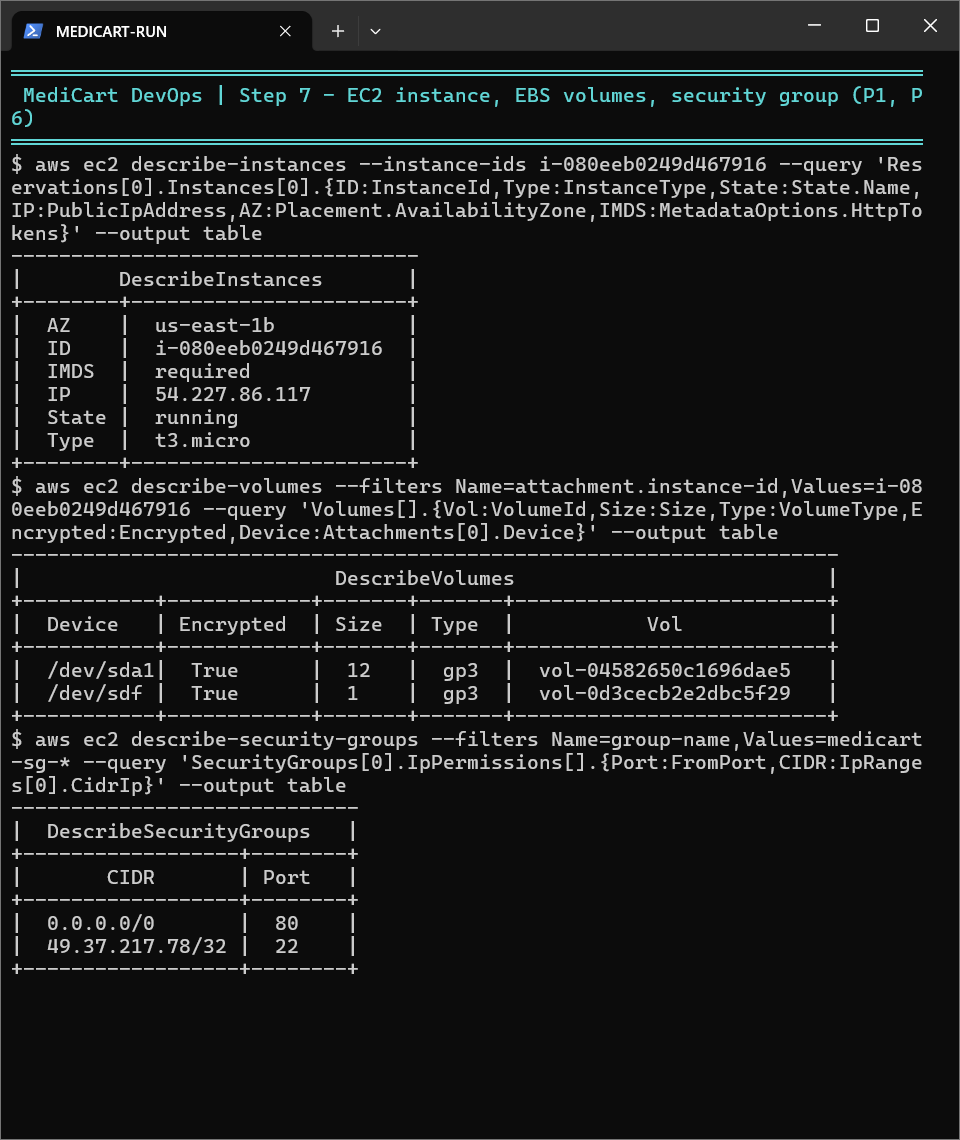 MEDICART-RUN
MediCart DevOps | Step 7 - EC2 instance, EBS volumes, security group (P1, P
6)
$ aws ec2 describe-instances --instance-ids i-080eeb0249d467916 --query 'Res
ervations[0].Instances[0].{ID:InstanceId,Type:InstanceType,State:State.Name,
IP:PublicIpAddress,AZ:Placement.AvailabilityZone,IMDS:MetadataOptions.HttpTo
kens}' --output table
----------------------------------
|        DescribeInstances       |
+--------+-----------------------+
|  AZ    |  us-east-1b           |
|  ID    |  i-080eeb0249d467916  |
|  IMDS  |  required             |
|  IP    |  54.227.86.117        |
|  State |  running              |
|  Type  |  t3.micro             |
+--------+-----------------------+
$ aws ec2 describe-volumes --filters Name=attachment.instance-id,Values=i-08
0eeb0249d467916 --query 'Volumes[].{Vol:VolumeId,Size:Size,Type:VolumeType,E
ncrypted:Encrypted,Device:Attachments[0].Device}' --output table
---------------------------------------------------------------------
|                          DescribeVolumes                          |
+-----------+------------+-------+-------+--------------------------+
|  Device   | Encrypted  | Size  | Type  |           Vol            |
+-----------+------------+-------+-------+--------------------------+
|  /dev/sda1|  True      |  12   |  gp3  |  vol-04582650c1696dae5   |
|  /dev/sdf |  True      |  1    |  gp3  |  vol-0d3cecb2e2dbc5f29   |
+-----------+------------+-------+-------+--------------------------+
$ aws ec2 describe-security-groups --filters Name=group-name,Values=medicart
-sg-* --query 'SecurityGroups[0].IpPermissions[].{Port:FromPort,CIDR:IpRange
s[0].CidrIp}' --output table
-----------------------------
|  DescribeSecurityGroups   |
+------------------+--------+
|       CIDR       | Port   |
+------------------+--------+
|  0.0.0.0/0       |  80    |
|  49.37.217.78/32 |  22    |
+------------------+--------+